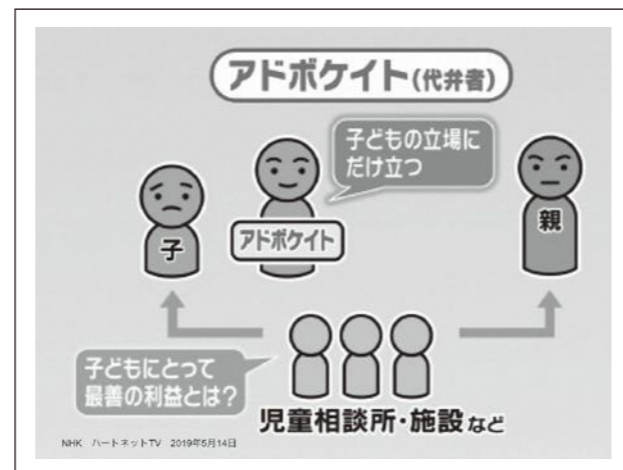 アドボケイト(代弁者)
子どもの立場に
だけ立つ
子
アドボケイト
親
子どもにとって
最善の利益とは?
児童相談所・施設など
NHK ハートネットTV 2019年5月14日